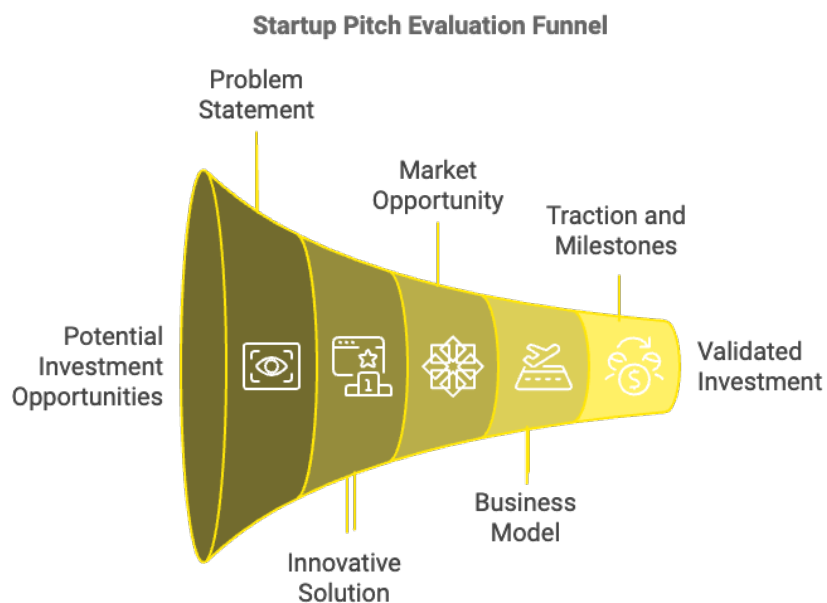 Startup Pitch Evaluation Funnel
Problem
Statement
Market
Opportunity
Traction and
Milestones
Potential
Investment
Opportunities
1
$
Validated
Investment
Business
Model
Innovative
Solution